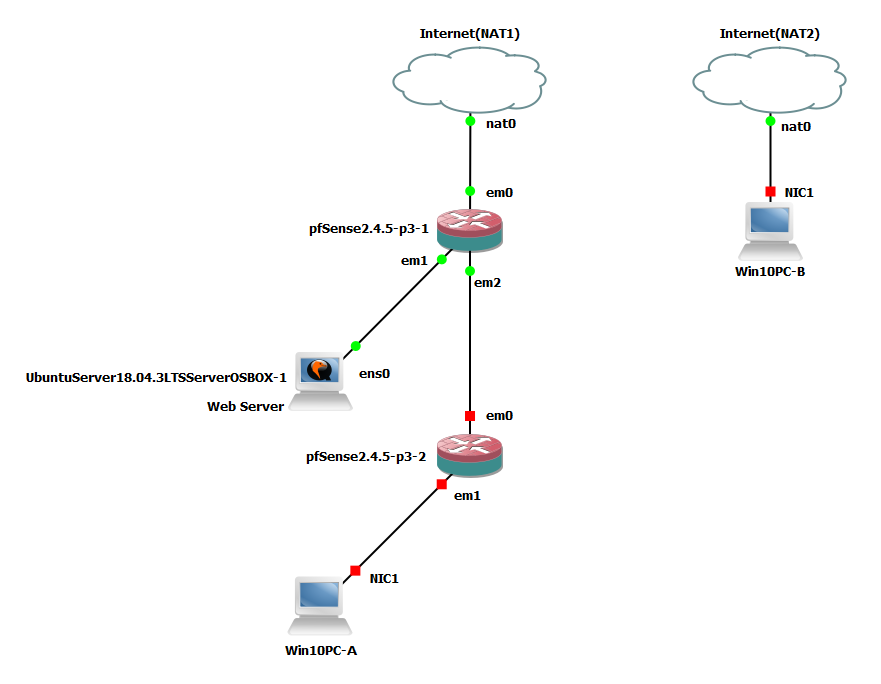 Internet(NAT1)
Internet(NAT2)
nat0
nat0
em0
NIC1
pfSense2.4.5-p3-1
em1
Win10PC-B
em2
ens0
UbuntuServer18.04.3LTSServerOSBOX-1
Web Server
em0
pfSense2.4.5-p3-2
em1
NIC1
Win10PC-A